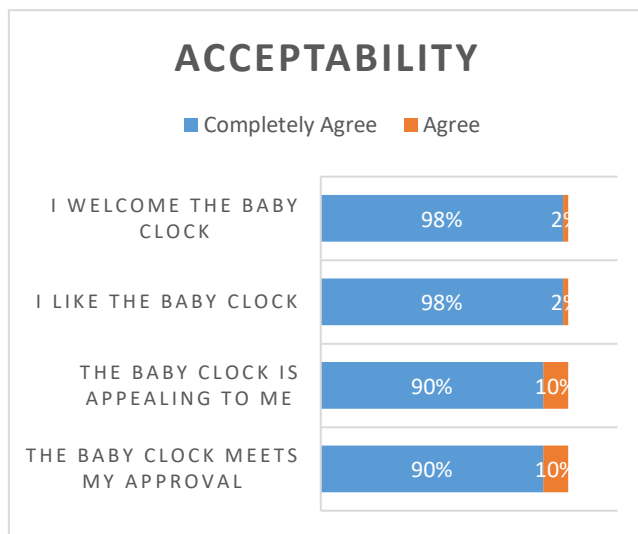 ACCEPTABILITY
Completely Agree Agree
I WELCOME THE BABY
CLOCK
98% 2%
I LIKE THE BABY CLOCK
98% 2%
THE BABY CLOCK IS
APPEALING TO ME
90% 10%
THE BABY CLOCK MEETS
MY APPROVAL
90% 10%